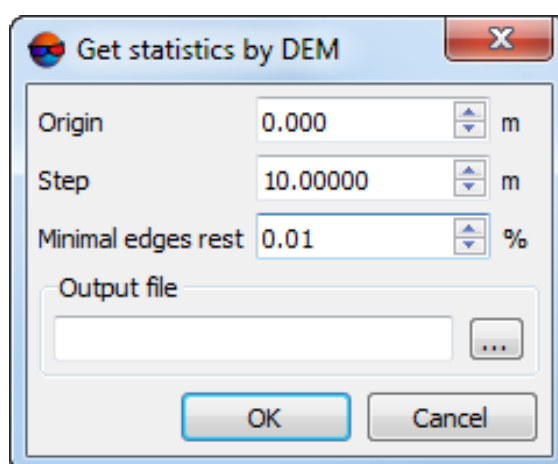 Get statistics by DEM
Origin 0.000 m
Step 10.00000 m
Minimal edges rest 0.01 %
Output file
...
OK Cancel